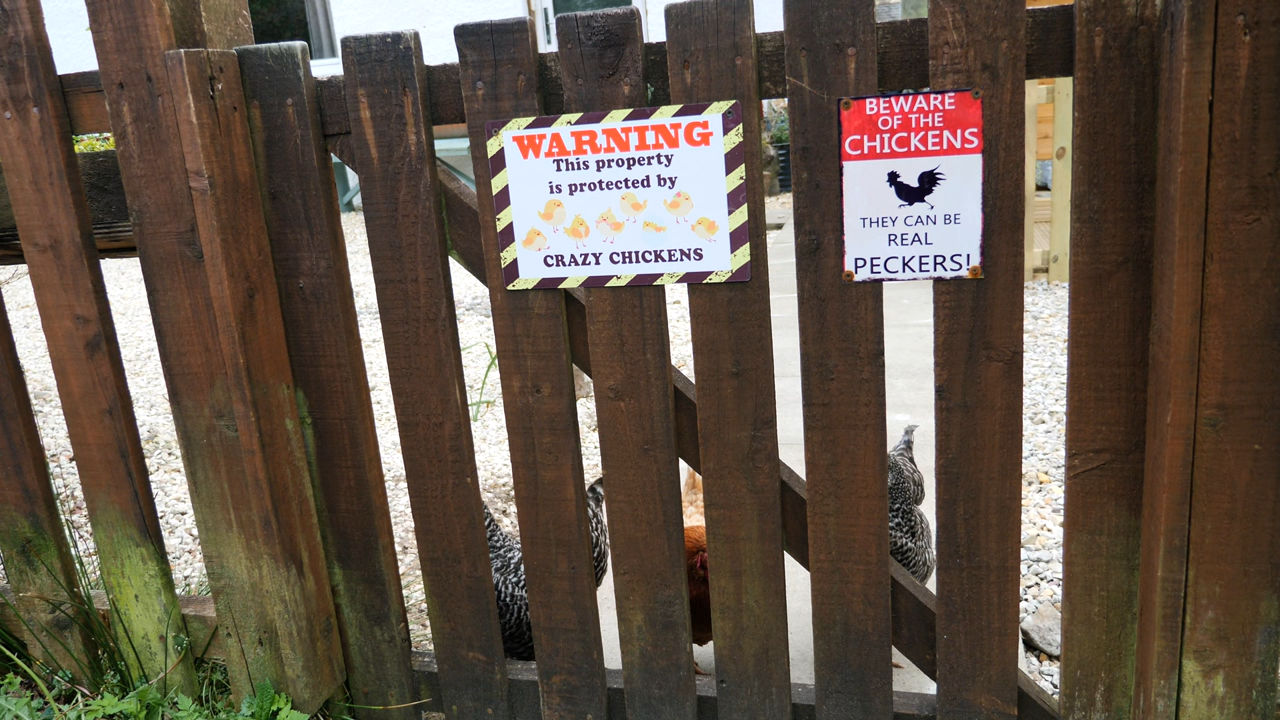 WARNING
This property
is protected by
CRAZY CHICKENS
BEWARE
OF THE
CHICKENS
THEY CAN BE
REAL
PECKERS!